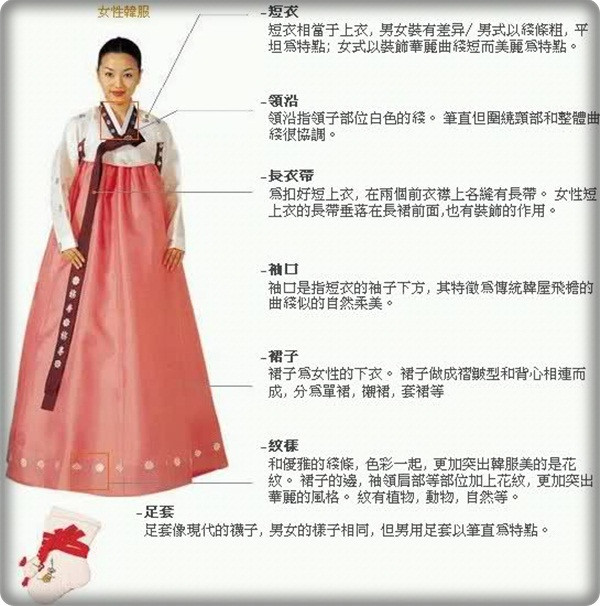 女性韓服
-短衣
短衣相當于上衣, 男女裝有差异/ 男式以綫條粗, 平
坦爲特點; 女式以裝飾華麗曲綫短而美麗爲特點。
-領沿
領沿指領子部位白色的綫。 筆直但圍繞頸部和整體曲
綫很協調。
-長衣帶
爲扣好短上衣, 在兩個前衣襟上各縫有長帶。 女性短
上衣的長帶垂落在長裙前面,也有裝飾的作用。
-袖口
袖口是指短衣的袖子下方, 其特徵爲傳統韓屋飛檐的
曲綫似的自然柔美。
-裙子
裙子爲女性的下衣。 裙子做成褶皺型和背心相連而
成, 分爲單裙, 襯裙, 套裙等
-紋樣
和優雅的綫條, 色彩一起, 更加突出韓服美的是花
紋。 裙子的邊, 袖領肩部等部位加上花紋, 更加突出
華麗的風格。 紋有植物, 動物, 自然等。
-足套
足套像現代的襪子, 男女的樣子相同, 但男用足套以筆直爲特點。